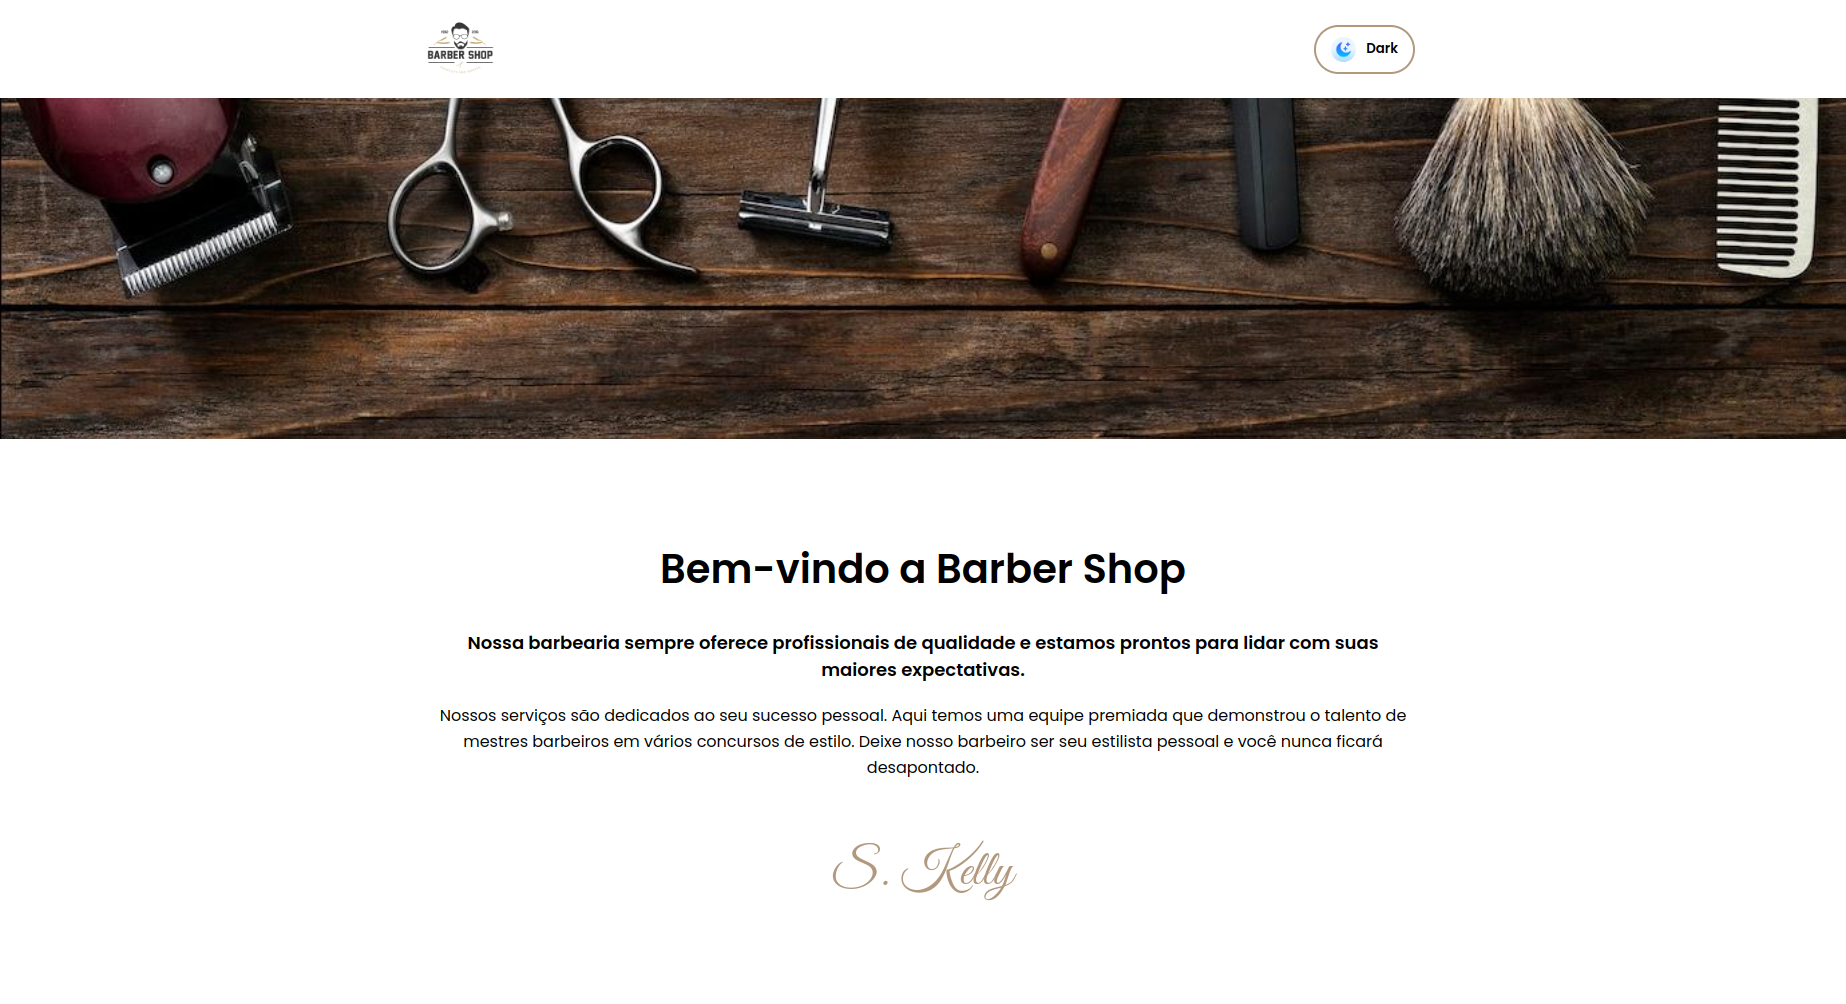 BARBER SHOP
Dark
Bem-vindo a Barber Shop
Nossa barbearia sempre oferece profissionais de qualidade e estamos prontos para lidar com suas
maiores expectativas.
Nossos serviços são dedicados ao seu sucesso pessoal. Aqui temos uma equipe premiada que demonstrou o talento de
mestres barbeiros em vários concursos de estilo. Deixe nosso barbeiro ser seu estilista pessoal e você nunca ficará
desapontado.
S. Kelly